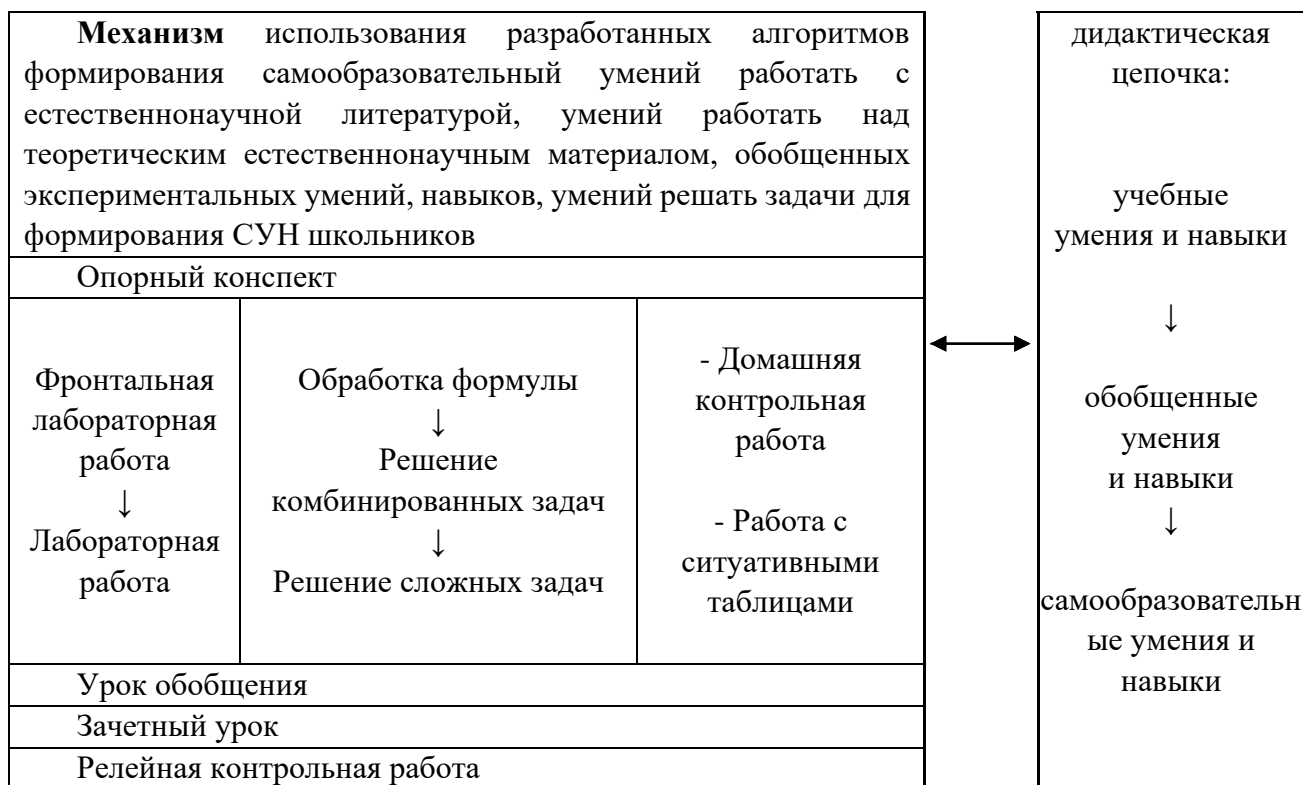 Механизм использования разработанных алгоритмов
формирования самообразовательный умений работать с
естественнонаучной литературой, умений работать над
теоретическим естественнонаучным материалом, обобщенных
экспериментальных умений, навыков, умений решать задачи для
формирования СУН школьников
Опорный конспект
Фронтальная
лабораторная
работа
↓
Лабораторная
работа
Обработка формулы
↓
Решение
комбинированных задач
↓
Решение сложных задач
- Домашняя
контрольная
работа
- Работа с
ситуативными
таблицами
Урок обобщения
Зачетный урок
Релейная контрольная работа
дидактическая
цепочка:
учебные
умения и навыки
↓
обобщенные
умения
и навыки
↓
самообразовательн
ые умения и
навыки